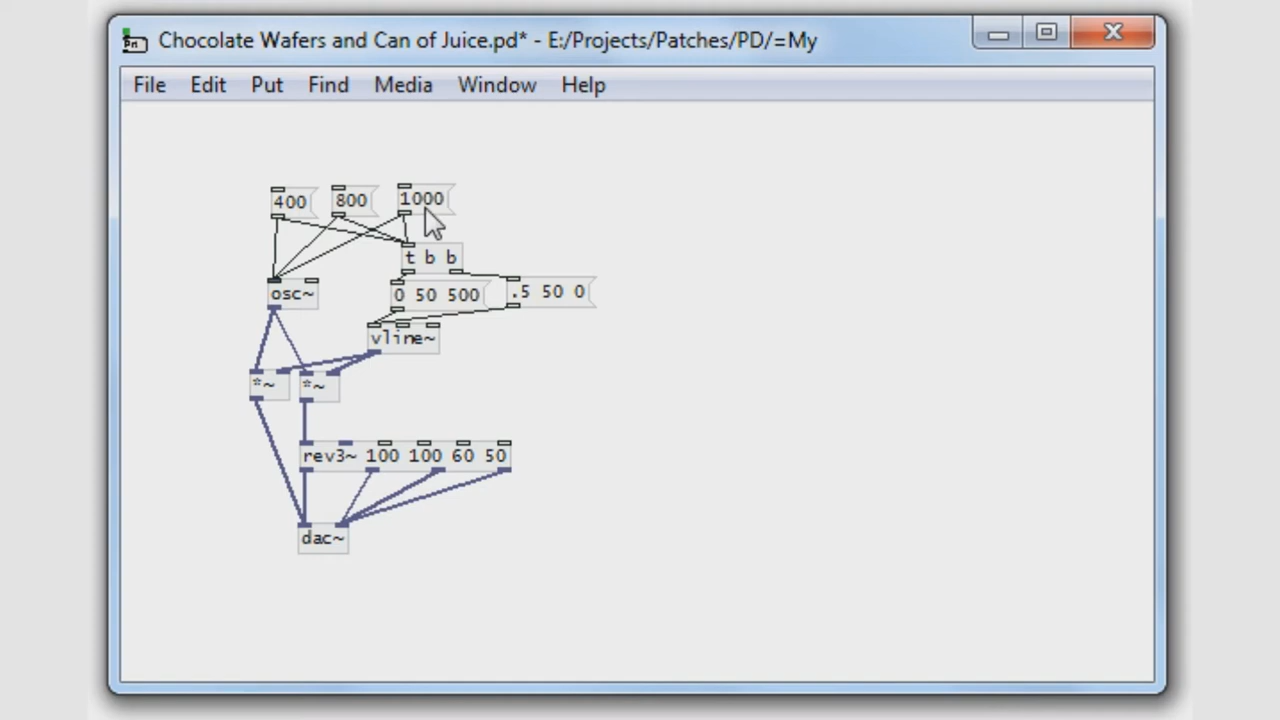 Chocolate Wafers and Can of Juice.pd* - E:/Projects/Patches/PD/=My
File Edit Put Find Media Window Help
400 800 1000
t b b
osc~ 0 50 500 .5 50 0
vline~
*~ *~
rev3~ 100 100 60 50
dac~